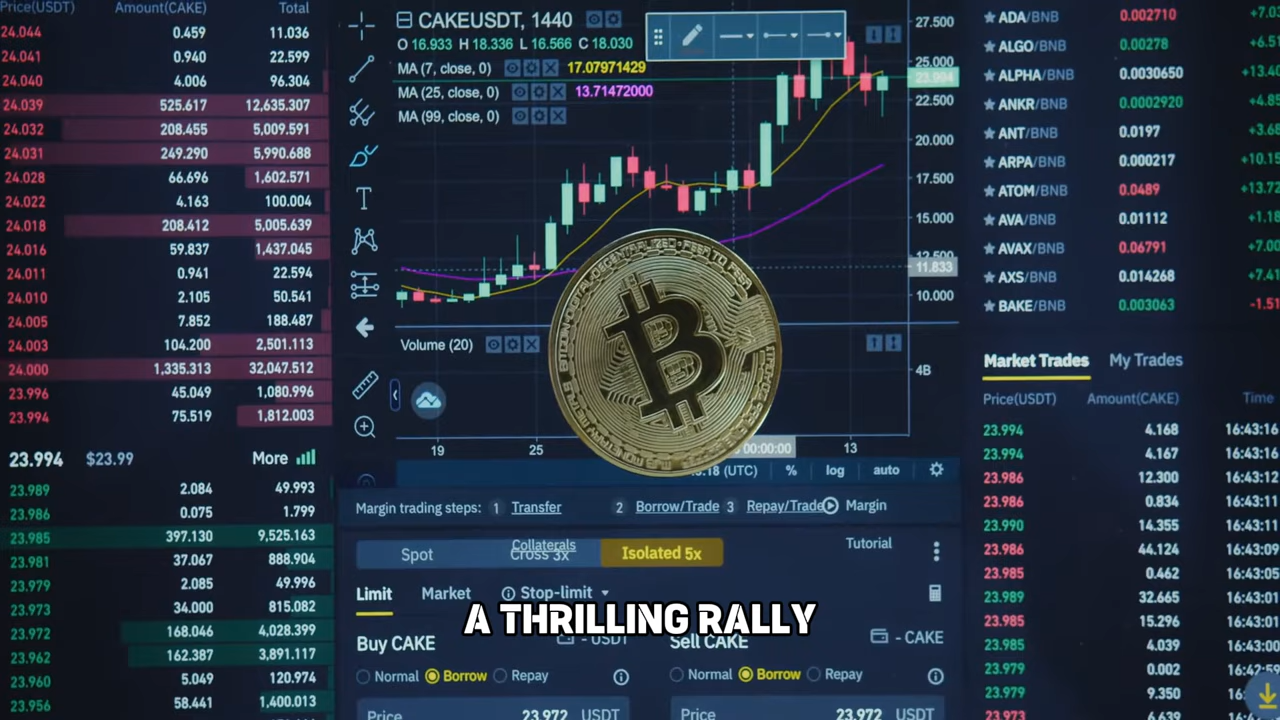 Price(USDT) Amount(CAKE) Total
24.044 0.459 11.036
24.041 0.940 22.599
24.040 4.006 96.304
24.039 525.617 12,635.307
24.032 208.455 5,009.591
24.031 249.290 5,990.688
24.028 66.696 1,602.571
24.022 4.163 100.004
24.018 208.412 5,005.639
24.016 59.837 1,437.045
24.011 0.941 22.594
24.010 2.105 50.541
24.005 7.852 188.487
24.003 104.200 2,501.113
24.000 1,335.313 32,047.512
23.996 45.049 1,080.996
23.994 75.519 1,812.003
23.994 $23.99 More
23.989 2.084 49.993
23.986 0.075 1.799
23.985 397.130 9,525.163
23.981 37.067 888.904
23.979 2.085 49.996
23.973 34.000 815.082
23.972 168.046 4,028.399
23.962 162.387 3,891.117
23.960 5.049 120.974
23.956 58.441 1,400.013
CAKEUSDT, 1440
O 16.933 H 18.336 L 16.566 C 18.030
MA (7, close, 0) 17.07971429
MA (25, close, 0) 13.71472000
MA (99, close, 0)
27.500
25.000
23.994
22.500
20.000
17.500
15.000
12.500
11.833
10.000
Volume (20)
4B
19 25 00:00:00 13
(UTC) % log auto
DECENTRALIZED • PEER TO PEER
Margin trading steps: 1 Transfer 2 Borrow/Trade 3 Repay/Trade Margin
Collaterals Tutorial
Spot Cross 3x Isolated 5x
Limit Market Stop-limit
A THRILLING RALLY
Buy CAKE - USDT Sell CAKE - CAKE
Normal Borrow Repay Normal Borrow Repay
Price 23.972 USDT Price 23.972 USDT
ADA/BNB 0.002710
ALGO/BNB 0.00278
ALPHA/BNB 0.0030650
ANKR/BNB 0.0002920
ANT/BNB 0.0197
ARPA/BNB 0.000217
ATOM/BNB 0.0489
AVA/BNB 0.01112
AVAX/BNB 0.06791
AXS/BNB 0.014268
BAKE/BNB 0.003063
Market Trades My Trades
Price(USDT) Amount(CAKE) Time
23.994 4.168 16:43:16
23.994 4.167 16:43:16
23.986 12.300 16:43:13
23.986 0.834 16:43:11
23.990 14.355 16:43:11
23.986 44.124 16:43:09
23.985 0.462 16:43:05
23.989 32.665 16:43:01
23.985 15.296 16:43:01
23.985 4.039 16:43:00
23.979 0.002 16:42:59
23.979 9.350
23.973